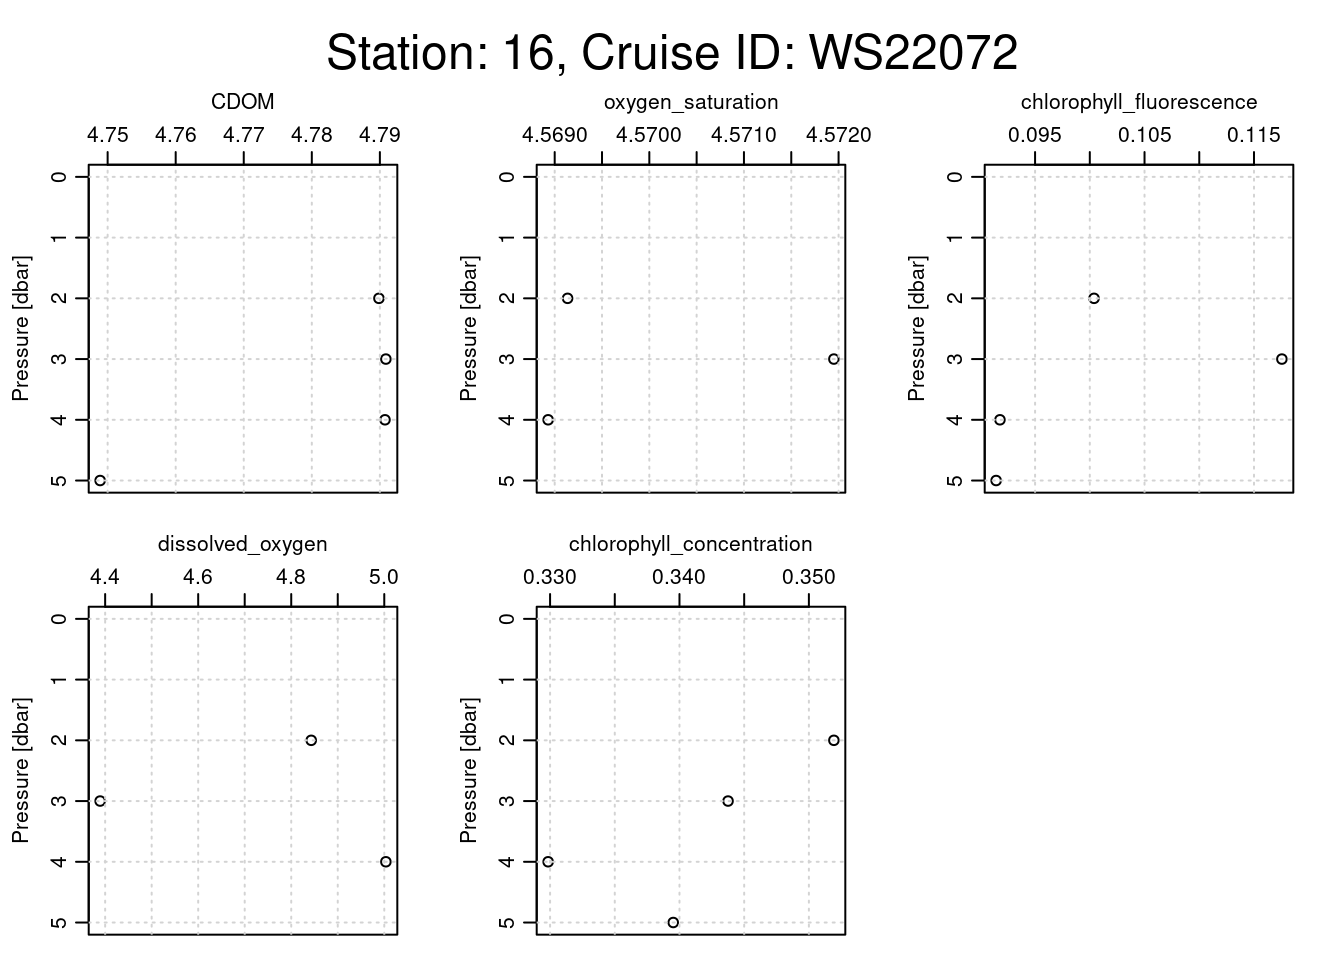 Station: 16, Cruise ID: WS22072
CDOM
4.75 4.76 4.77 4.78 4.79
0 1 2 3 4 5
Pressure [dbar]
oxygen_saturation
4.5690 4.5700 4.5710 4.5720
0 1 2 3 4 5
Pressure [dbar]
chlorophyll_fluorescence
0.095 0.105 0.115
0 1 2 3 4 5
Pressure [dbar]
dissolved_oxygen
4.4 4.6 4.8 5.0
0 1 2 3 4 5
Pressure [dbar]
chlorophyll_concentration
0.330 0.340 0.350
0 1 2 3 4 5
Pressure [dbar]